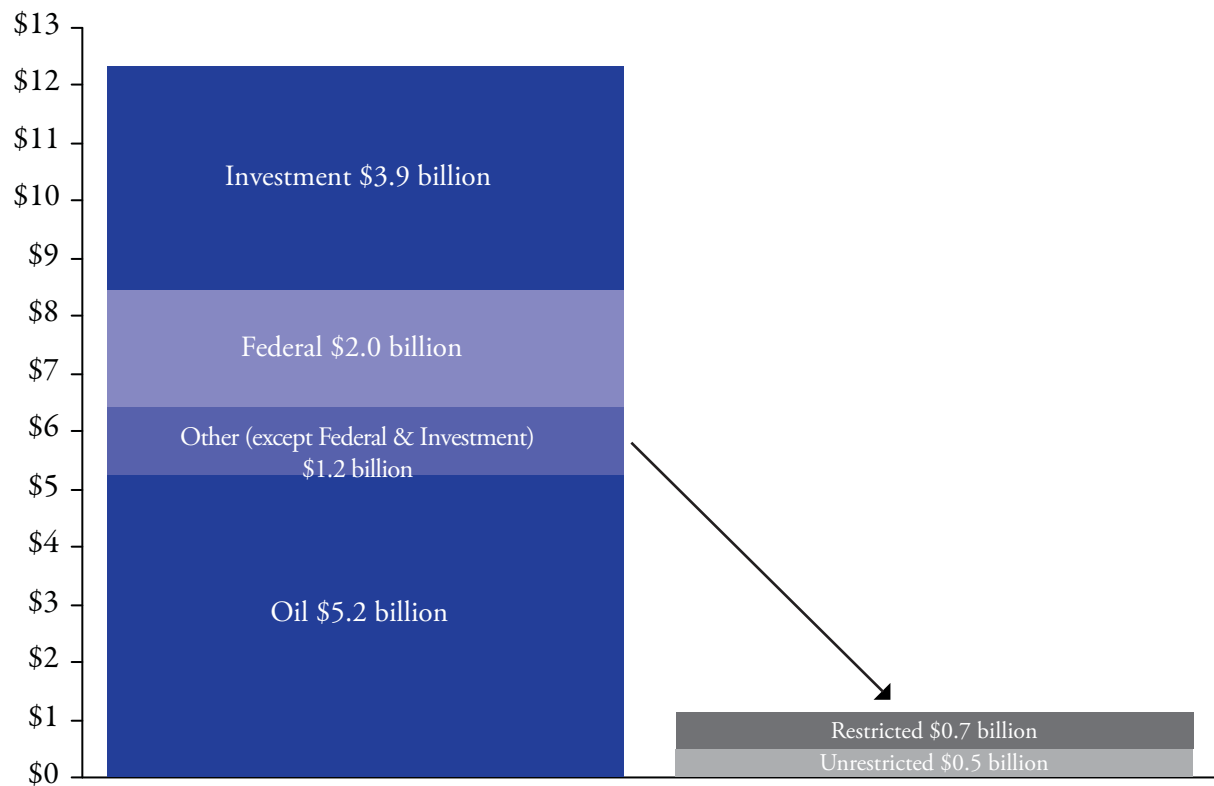 $13
$12
$11
$10
$9
$8
$7
$6
$5
$4
$3
$2
$1
$0
Investment $3.9 billion
Federal $2.0 billion
Other (except Federal & Investment)
$1.2 billion
Oil $5.2 billion
Restricted $0.7 billion
Unrestricted $0.5 billion